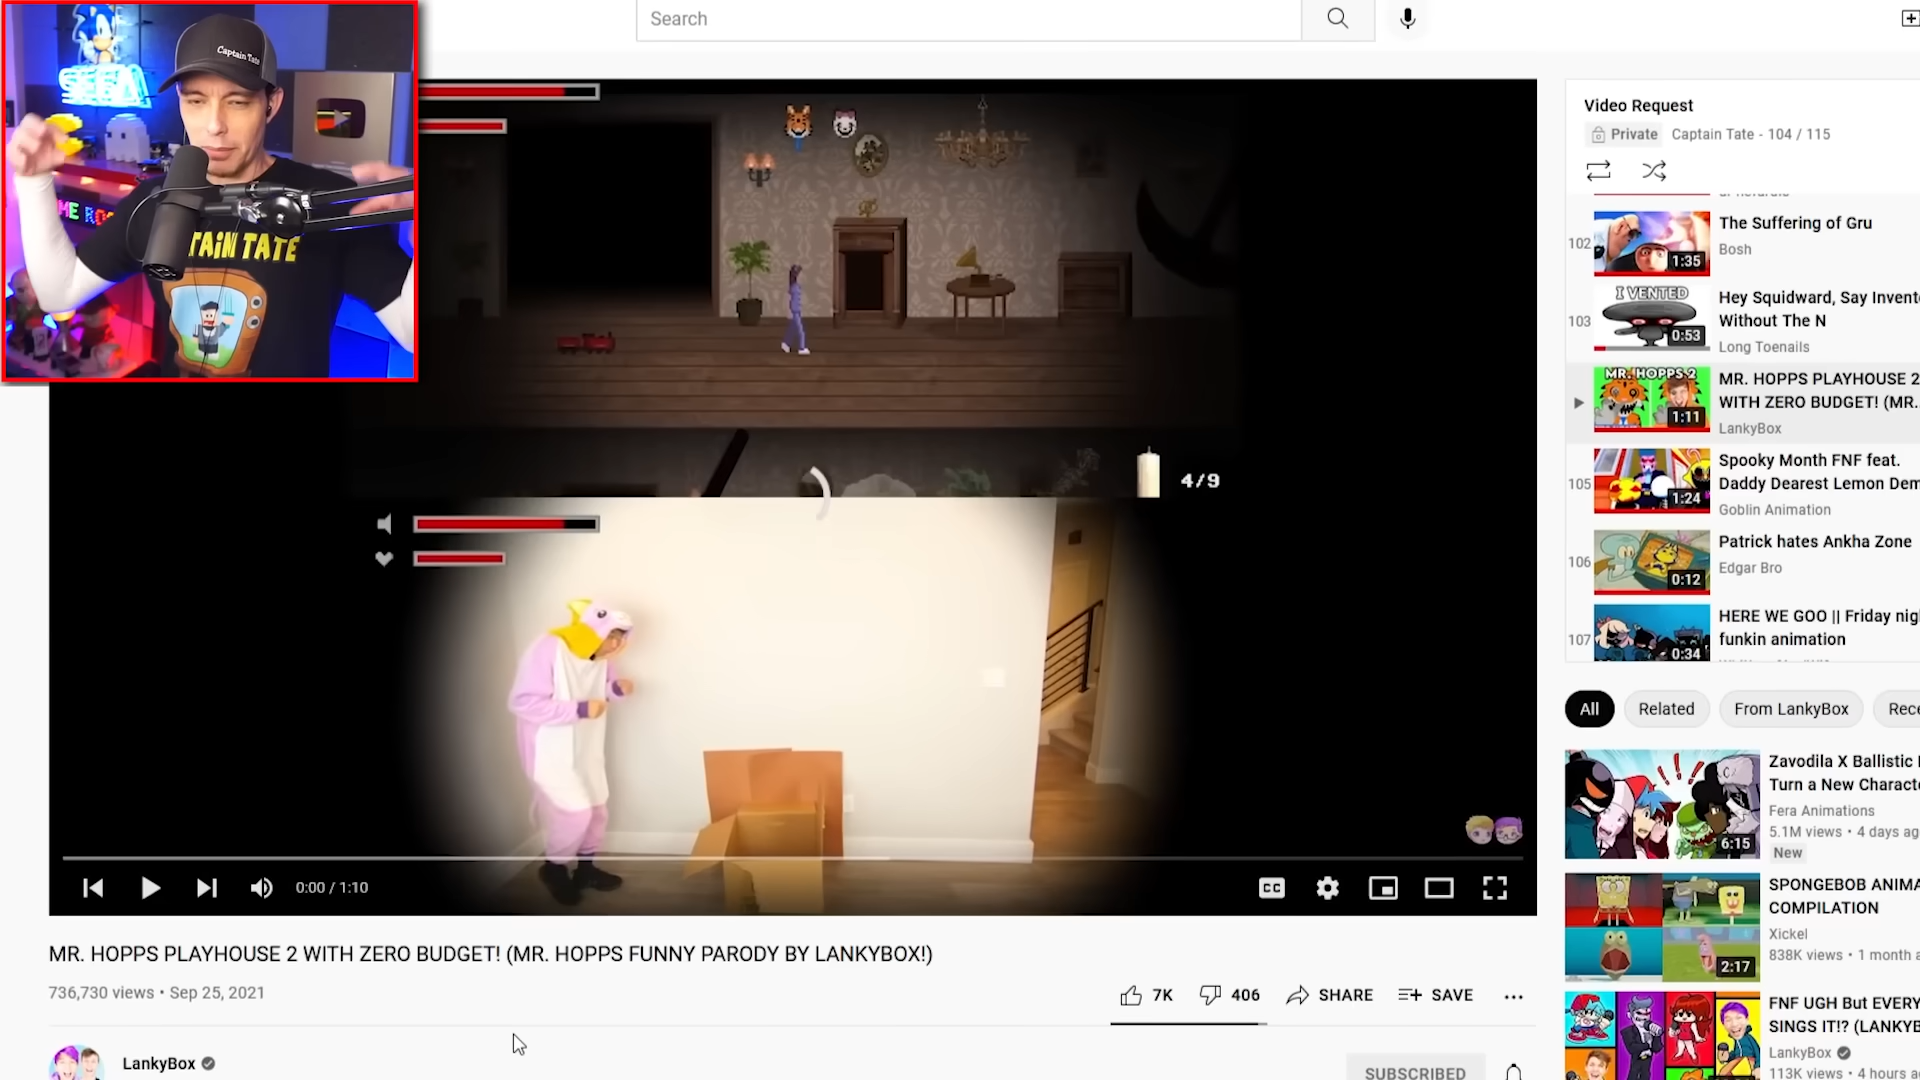 Search
Captain Tate
SEGA
TAiN TATE
4/9
0:00 / 1:10
CC
MR. HOPPS PLAYHOUSE 2 WITH ZERO BUDGET! (MR. HOPPS FUNNY PARODY BY LANKYBOX!)
736,730 views • Sep 25, 2021
7K
406
SHARE
SAVE
LankyBox
SUBSCRIBED
Video Request
Private
Captain Tate - 104 / 115
102
1:35
The Suffering of Gru
Bosh
103
I VENTED
0:53
Hey Squidward, Say Invente
Without The N
Long Toenails
MR. HOPPS 2
1:11
MR. HOPPS PLAYHOUSE 2
WITH ZERO BUDGET! (MR.
LankyBox
105
1:24
Spooky Month FNF feat.
Daddy Dearest Lemon Dem
Goblin Animation
106
0:12
Patrick hates Ankha Zone
Edgar Bro
107
0:34
HERE WE GOO || Friday nig
funkin animation
All
Related
From LankyBox
Rece
6:15
Zavodila X Ballistic
Turn a New Characte
Fera Animations
5.1M views • 4 days ag
New
2:17
SPONGEBOB ANIMA
COMPILATION
Xickel
838K views • 1 month a
FNF UGH But EVERY
SINGS IT!? (LANKYB
LankyBox
113K views • 4 hours a